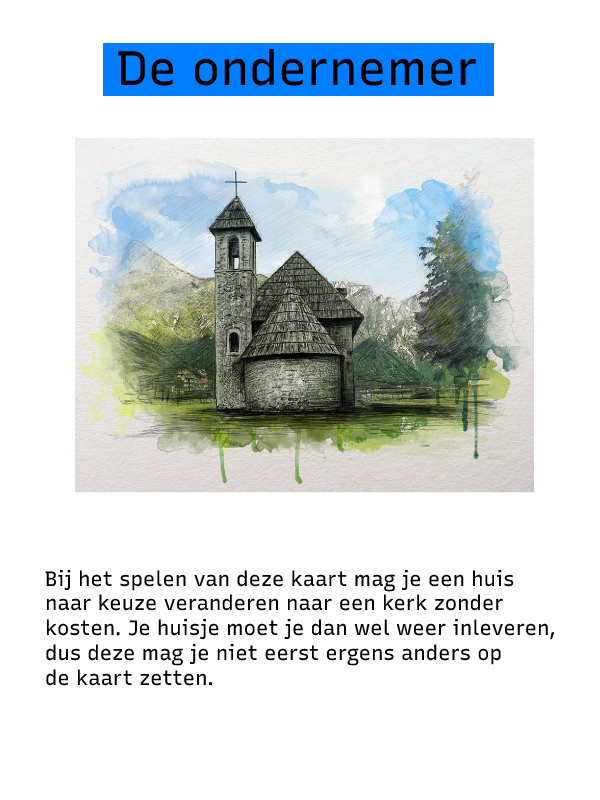 De ondernemer
Bij het spelen van deze kaart mag je een huis
naar keuze veranderen naar een kerk zonder
kosten. Je huisje moet je dan wel weer inleveren,
dus deze mag je niet eerst ergens anders op
de kaart zetten.